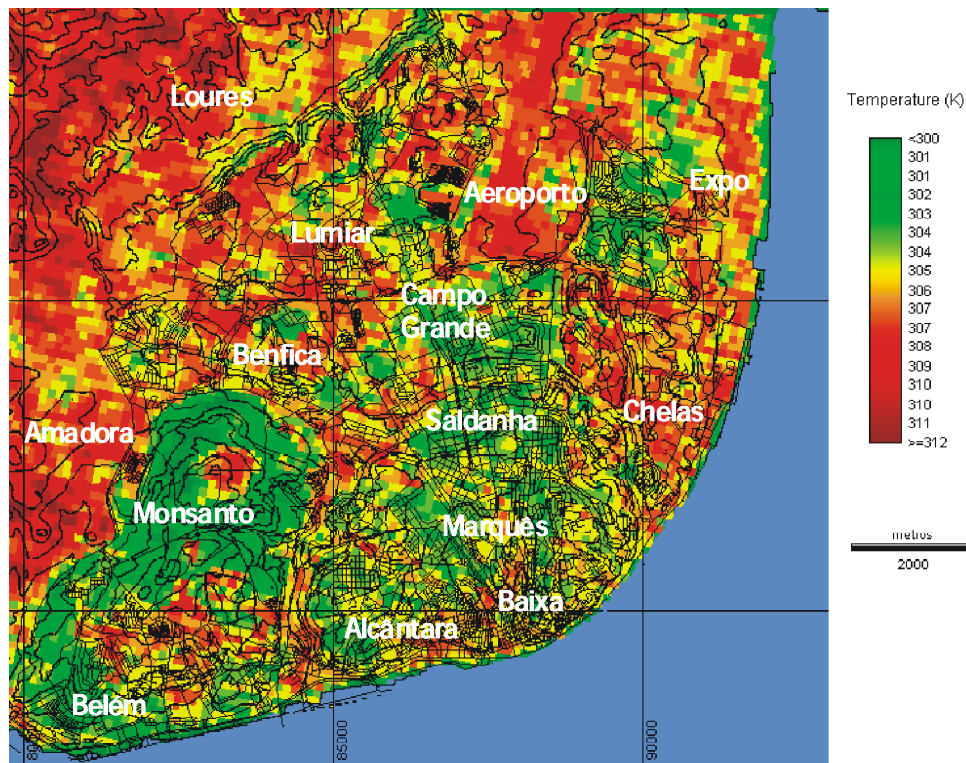 Loures
Aeroporto
Expo
Lumiar
Campo
Grande
Benfica
Saldanha
Chelas
Amadora
Monsanto
Marquês
Baixa
Alcântara
Belém
85000
90000
Temperature (K)
<300
301
301
302
303
304
304
305
306
307
307
308
309
310
310
311
>=312
metros
2000